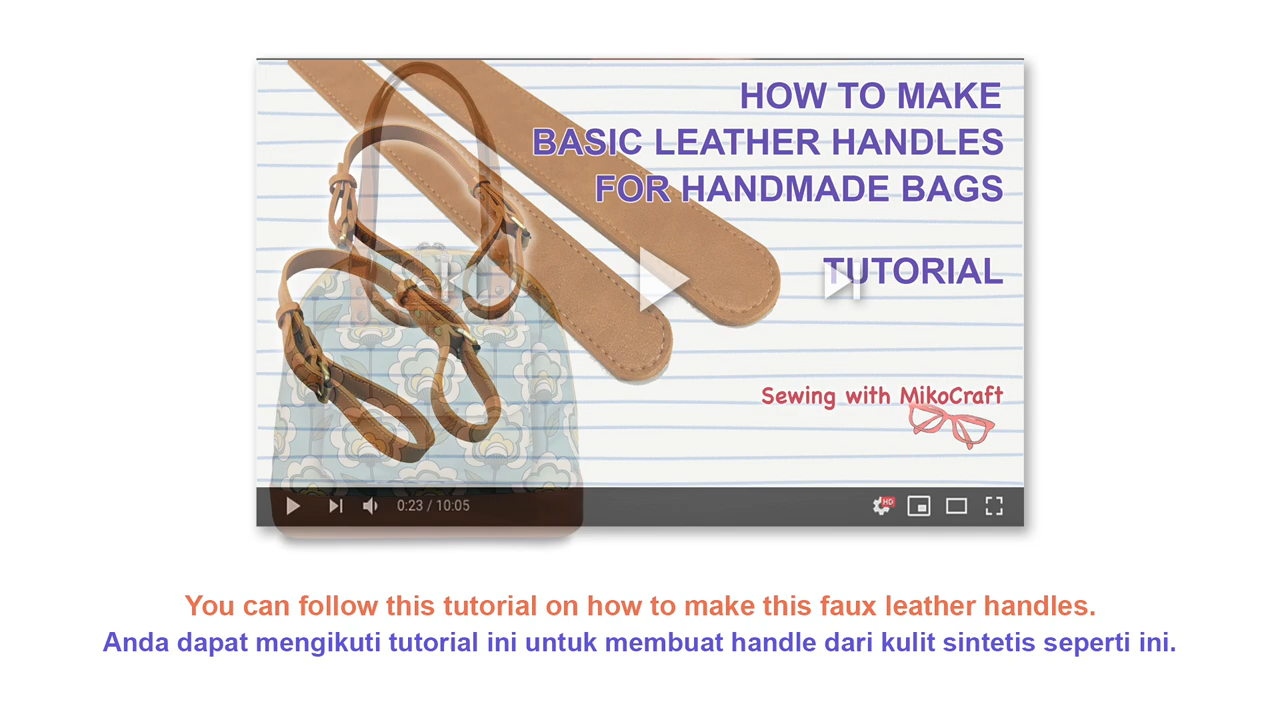 HOW TO MAKE
BASIC LEATHER HANDLES
FOR HANDMADE BAGS
TUTORIAL
Sewing with MikoCraft
0:23 / 10:05
HD
You can follow this tutorial on how to make this faux leather handles.
Anda dapat mengikuti tutorial ini untuk membuat handle dari kulit sintetis seperti ini.